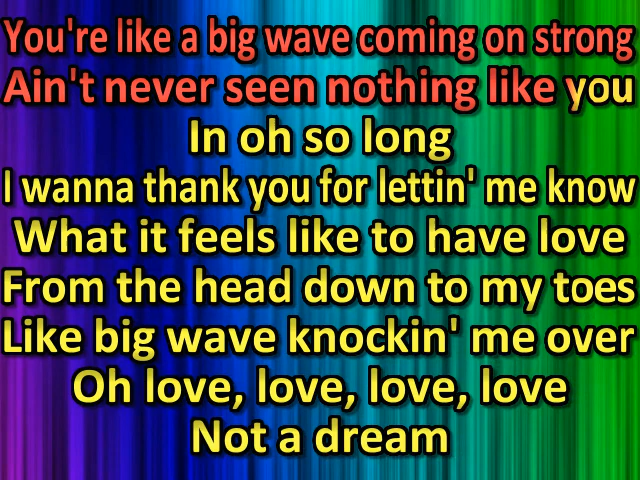 You're like a big wave coming on strong
Ain't never seen nothing like you
In oh so long
I wanna thank you for lettin' me know
What it feels like to have love
From the head down to my toes
Like big wave knockin' me over
Oh love, love, love, love
Not a dream